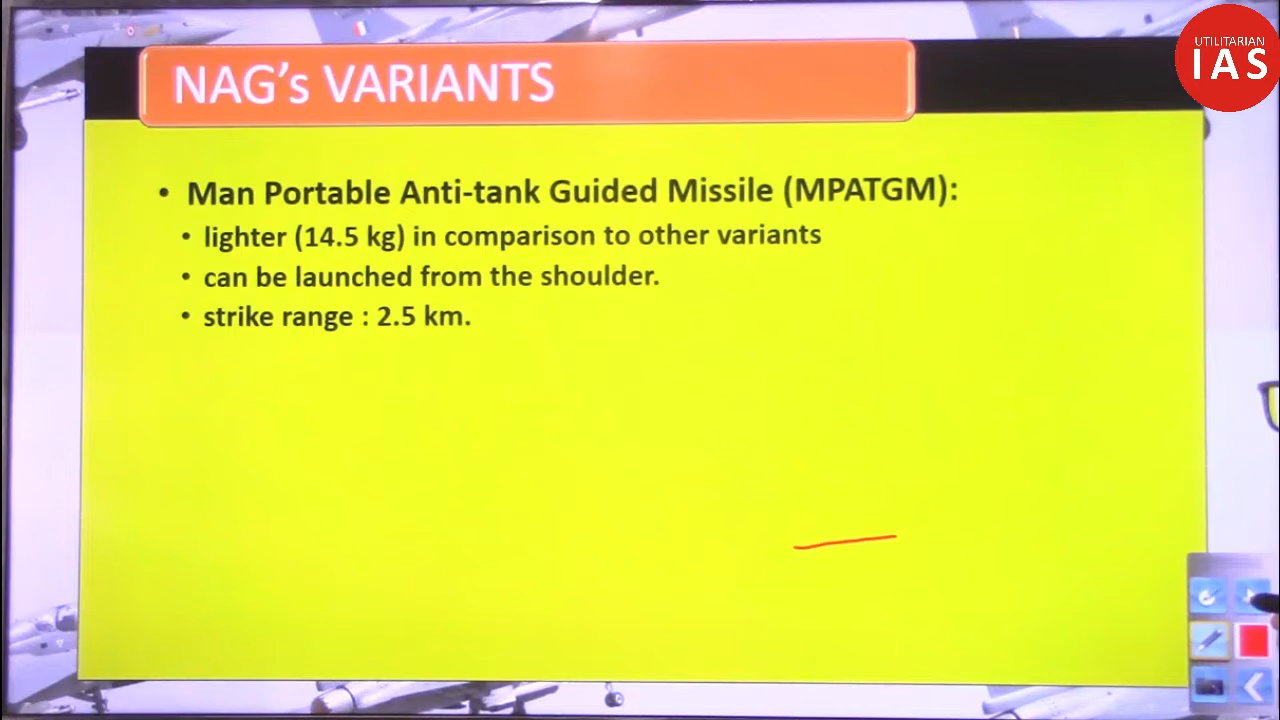 UTILITARIAN
IAS
NAG's VARIANTS
• Man Portable Anti-tank Guided Missile (MPATGM):
• lighter (14.5 kg) in comparison to other variants
• can be launched from the shoulder.
• strike range : 2.5 km.